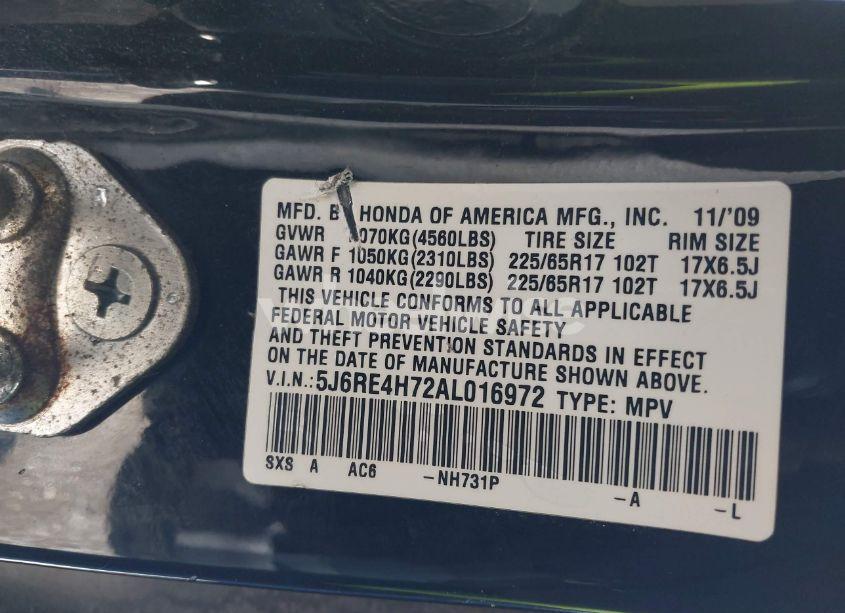 MFD. B HONDA OF AMERICA MFG., INC. 11/'09
GVWR 070KG(4560LBS) TIRE SIZE RIM SIZE
GAWR F 1050KG(2310LBS) 225/65R17 102T 17X6.5J
GAWR R 1040KG(2290LBS) 225/65R17 102T 17X6.5J
THIS VEHICLE CONFORMS TO ALL APPLICABLE
FEDERAL MOTOR VEHICLE SAFETY
AND THEFT PREVENTION STANDARDS IN EFFECT
ON THE DATE OF MANUFACTURE SHOWN ABOVE.
V.I.N.:5J6RE4H72AL016972 TYPE: MPV
SXS A AC6 -NH731P -A -L